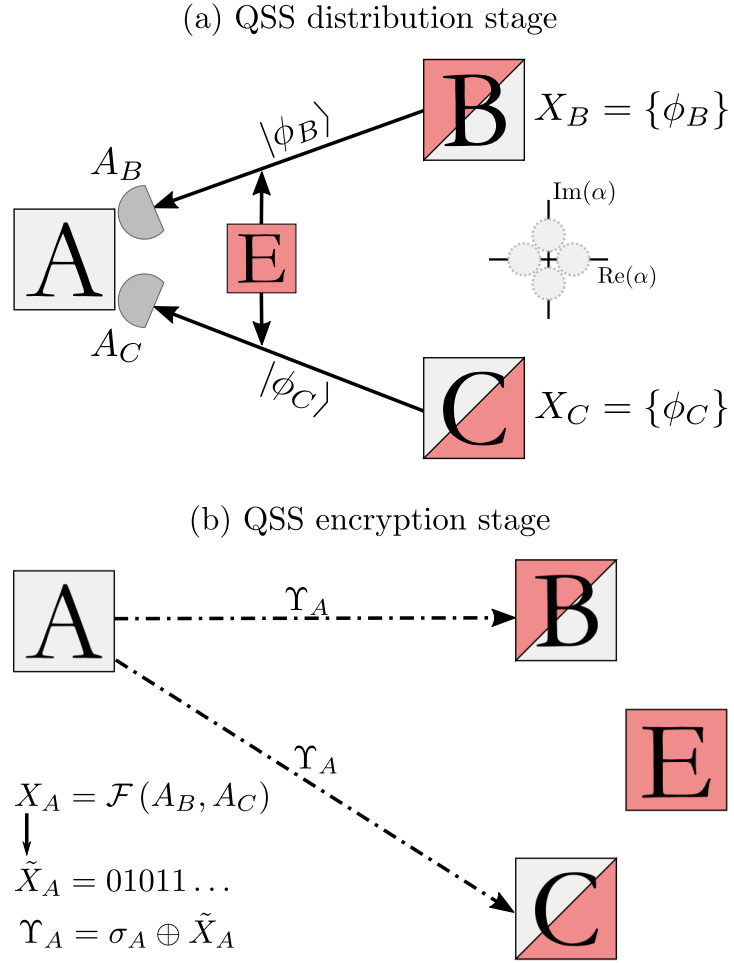 (a) QSS distribution stage
B
X_B = {ϕ_B}
|ϕ_B⟩
A_B
Im(α)
A
E
Re(α)
A_C
|ϕ_C⟩
C
X_C = {ϕ_C}
(b) QSS encryption stage
A
Υ_A
B
E
Υ_A
X_A = ℱ (A_B, A_C)
X̃_A = 01011 …
C
Υ_A = σ_A ⊕ X̃_A